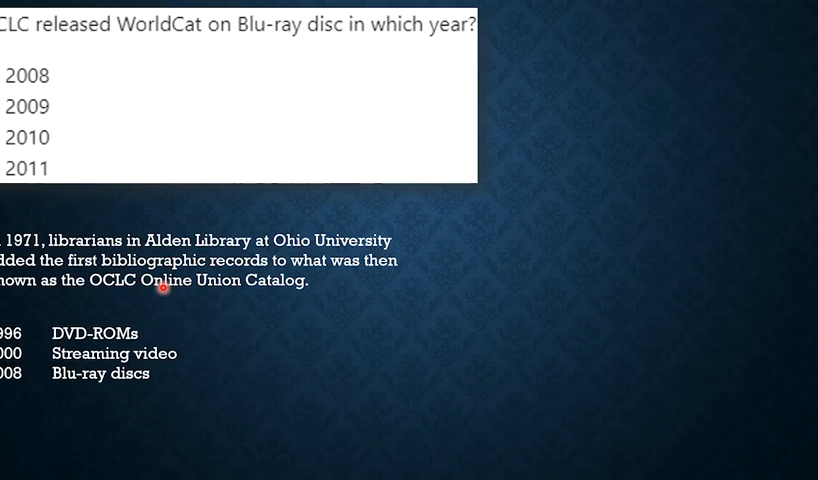 CLC released WorldCat on Blu-ray disc in which year?
2008
2009
2010
2011
1971, librarians in Alden Library at Ohio University
dded the first bibliographic records to what was then
nown as the OCLC Online Union Catalog.
996 DVD-ROMs
000 Streaming video
008 Blu-ray discs